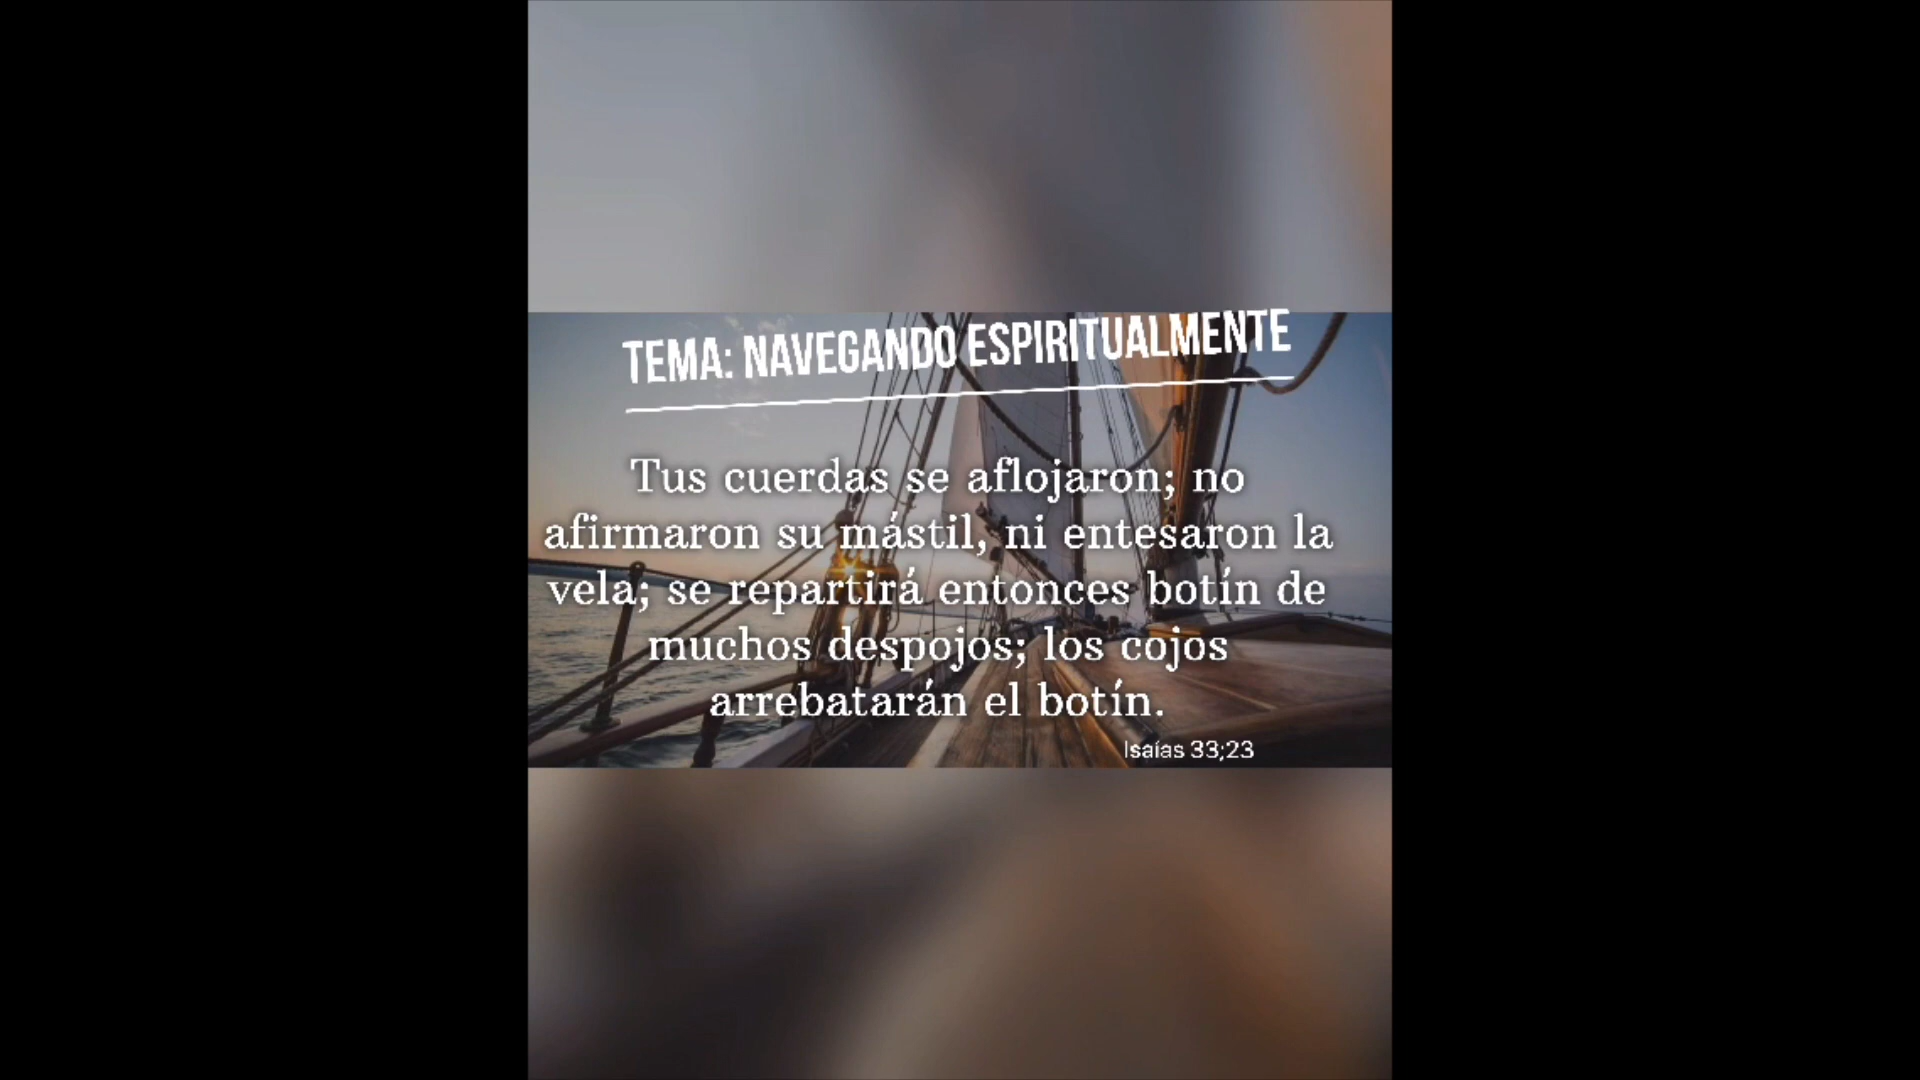 TEMA: NAVEGANDO ESPIRITUALMENTE
Tus cuerdas se aflojaron; no
afirmaron su mástil, ni entesaron la
vela; se repartirá entonces botín de
muchos despojos; los cojos
arrebatarán el botín.
Isaías 33;23